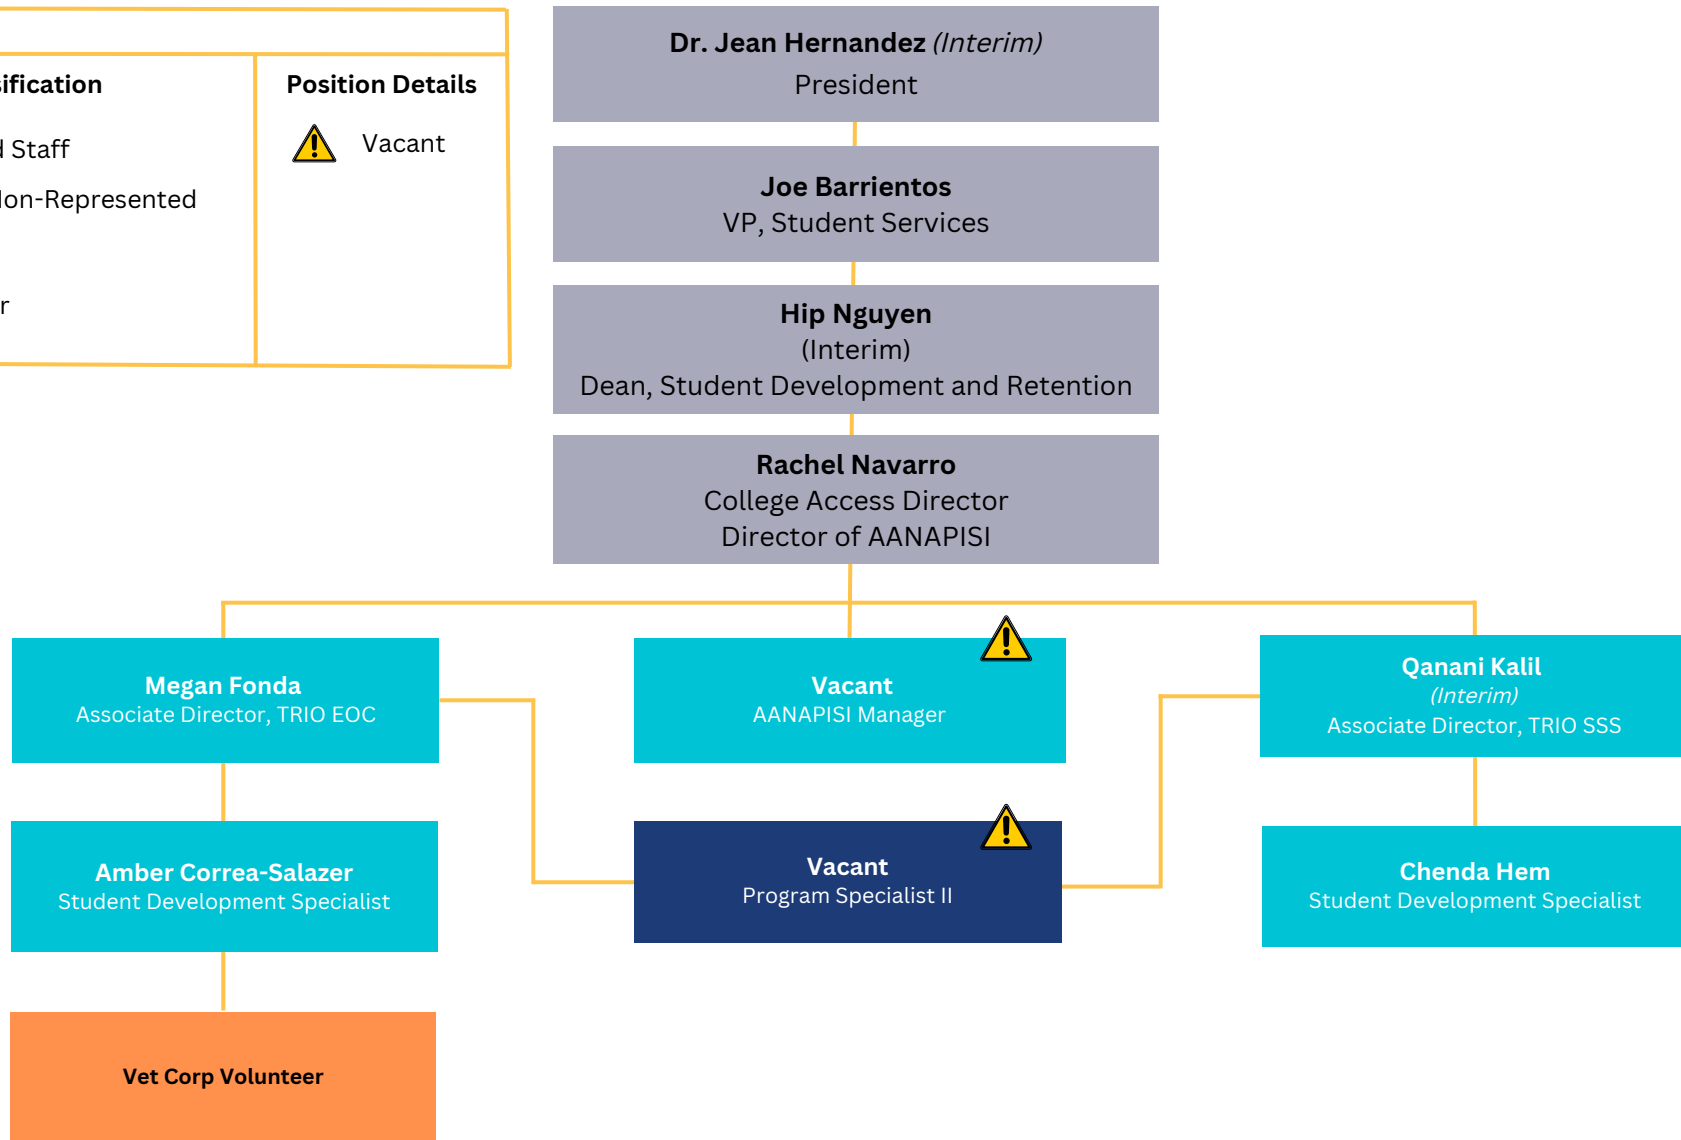 Position Details
Staff
Vacant
Non-Represented
Dr. Jean Hernandez (Interim)
President
Joe Barrientos
VP, Student Services
Hip Nguyen
(Interim)
Dean, Student Development and Retention
Rachel Navarro
College Access Director
Director of AANAPISI
Megan Fonda
Associate Director, TRIO EOC
Vacant
AANAPISI Manager
Qanani Kalil
(Interim)
Associate Director, TRIO SSS
Amber Correa-Salazer
Student Development Specialist
Vacant
Program Specialist II
Chenda Hem
Student Development Specialist
Vet Corp Volunteer